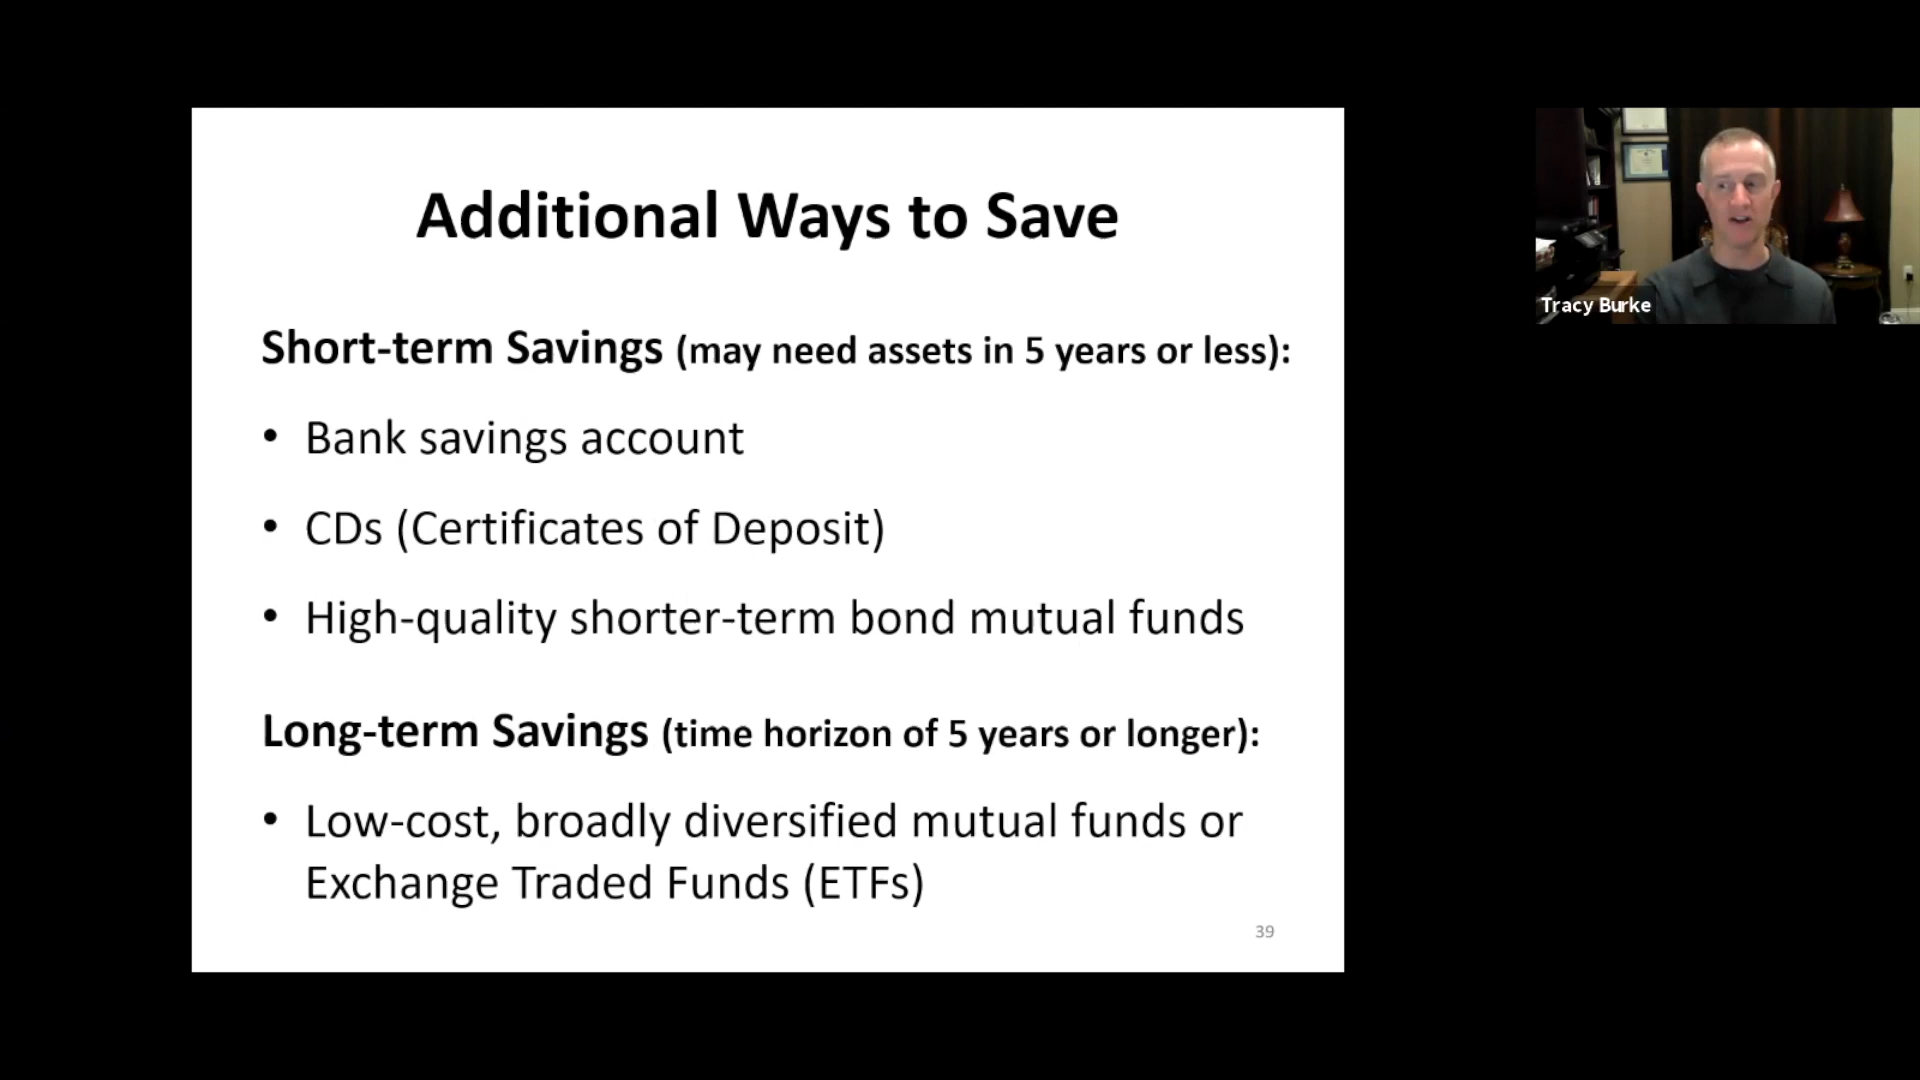 Additional Ways to Save
Short-term Savings (may need assets in 5 years or less):
• Bank savings account
• CDs (Certificates of Deposit)
• High-quality shorter-term bond mutual funds
Long-term Savings (time horizon of 5 years or longer):
• Low-cost, broadly diversified mutual funds or
Exchange Traded Funds (ETFs)
39
Tracy Burke